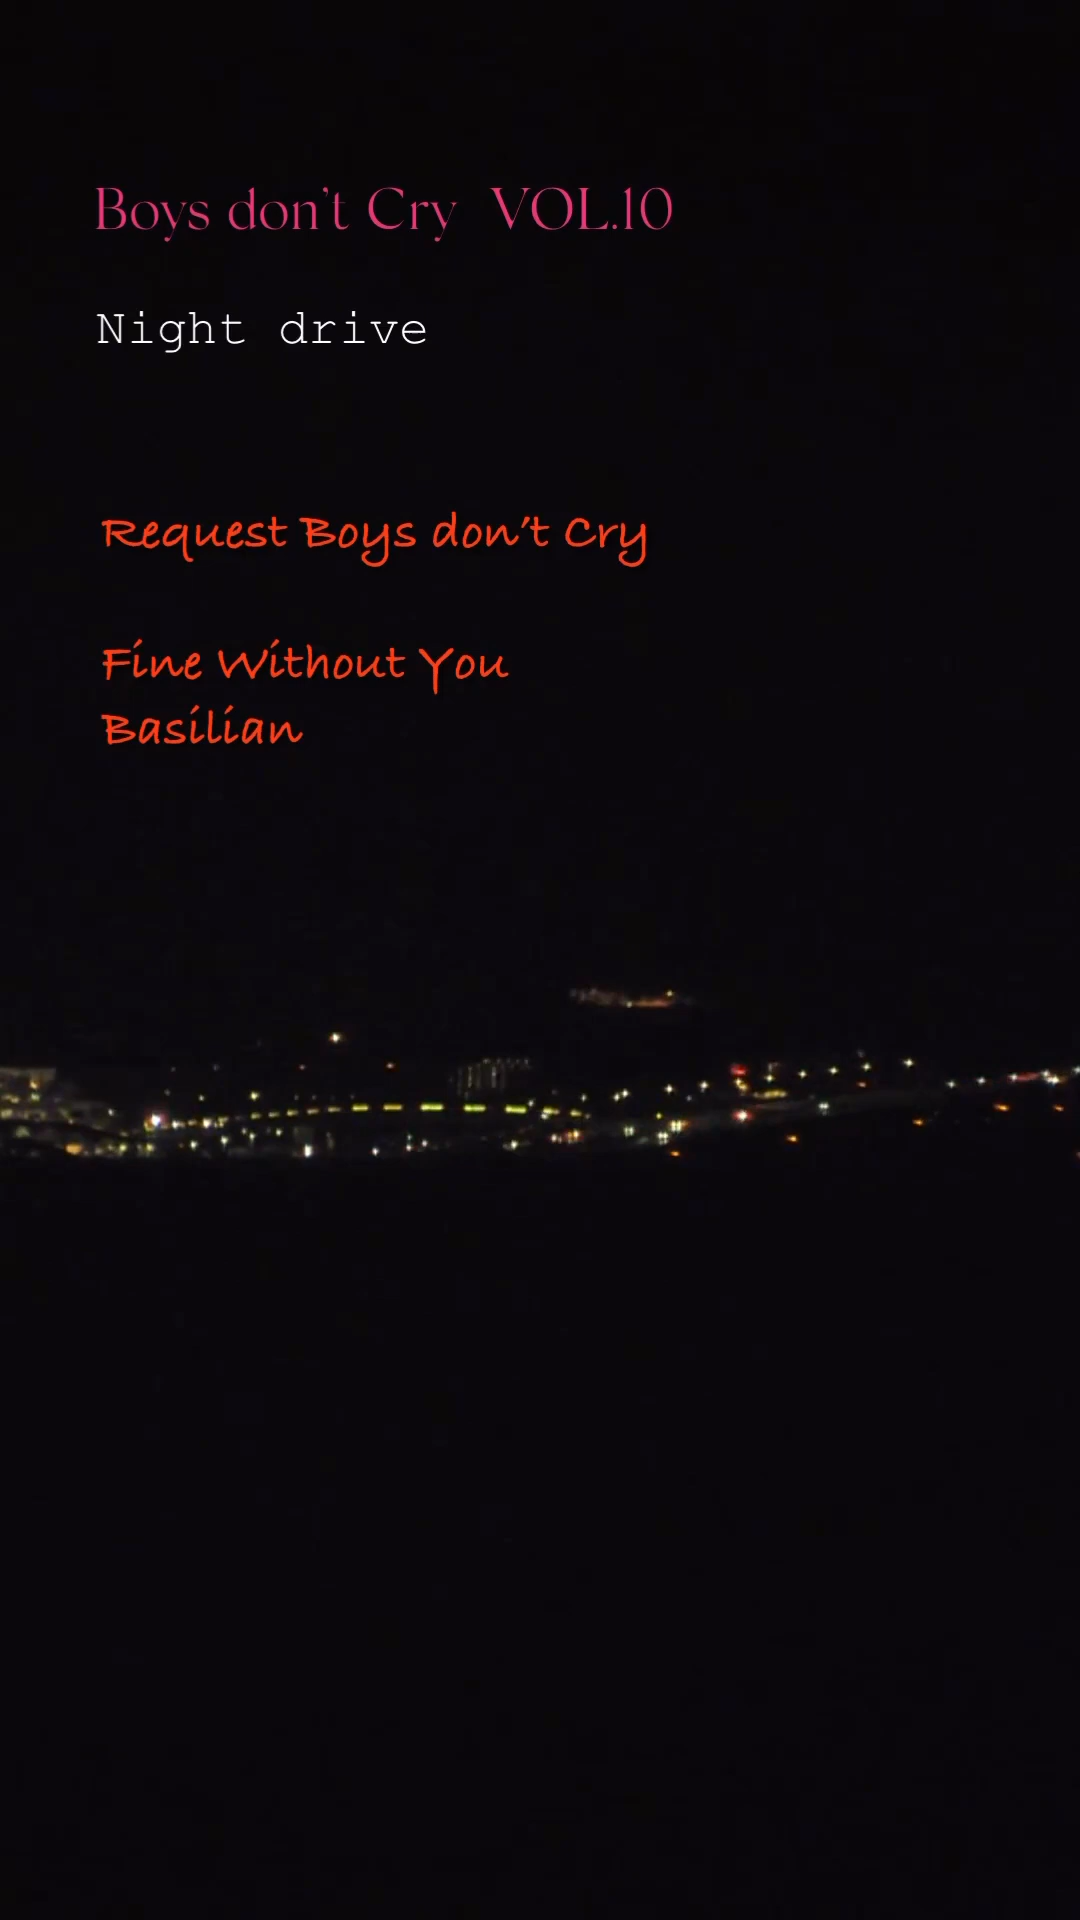 Boys don't Cry VOL.10
Night drive
Request Boys don't Cry
Fine Without You
Basilian